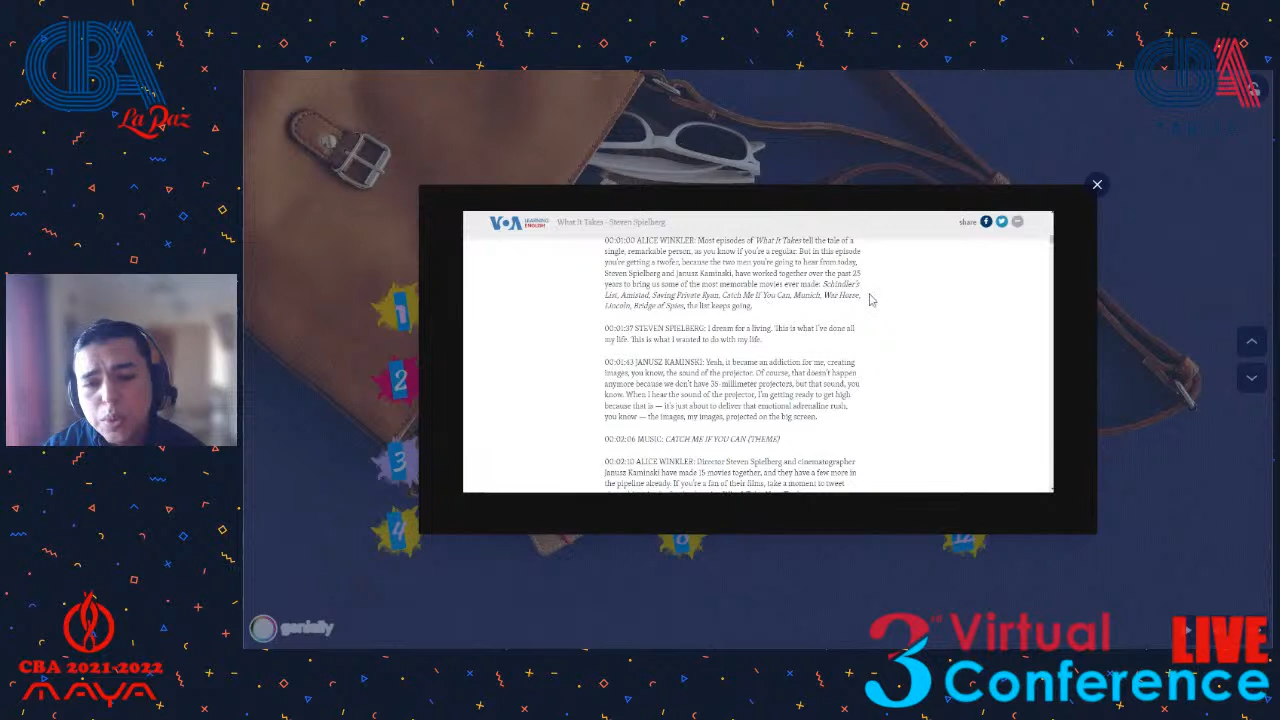 CBA
La Paz
CBA
VOA LEARNING ENGLISH
What It Takes - Steven Spielberg
share
00:01:00 ALICE WINKLER: Most episodes of What It Takes tell the tale of a
single, remarkable person, as you know if you're a regular. But in this episode
you're getting a twofer, because the two men you're going to hear from today,
Steven Spielberg and Janusz Kaminski, have worked together over the past 25
years to bring us some of the most memorable movies ever made: Schindler's
List, Amistad, Saving Private Ryan, Catch Me If You Can, Munich, War Horse,
Lincoln, Bridge of Spies, the list keeps going.
00:01:37 STEVEN SPIELBERG: I dream for a living. This is what I've done all
my life. This is what I wanted to do with my life.
00:01:43 JANUSZ KAMINSKI: Yeah, it became an addiction for me, creating
images, you know, the sound of the projector. Of course, that doesn't happen
anymore because we don't have 35-millimeter projectors, but that sound, you
know. When I hear the sound of the projector, I'm getting ready to get high
because that is — it's just about to deliver that emotional adrenaline rush,
you know — the images, my images, projected on the big screen.
00:02:06 MUSIC: CATCH ME IF YOU CAN (THEME)
00:02:10 ALICE WINKLER: Director Steven Spielberg and cinematographer
Janusz Kaminski have made 15 movies together, and they have a few more in
the pipeline already. If you're a fan of their films, take a moment to tweet
1
2
3
4
8
12
genially
CBA 2021-2022
MAYA
3rd Virtual
Conference
LIVE